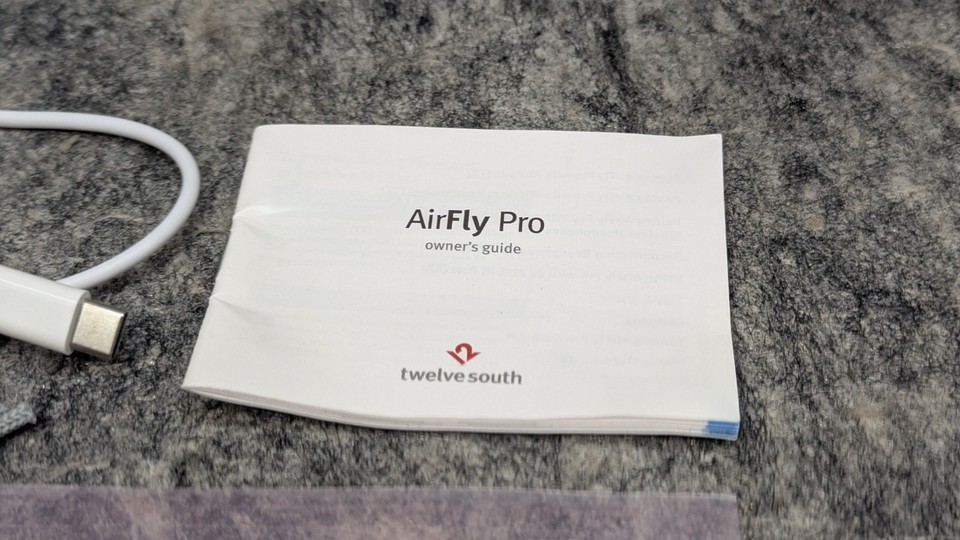 AirFly Pro
owner's guide
twelve south